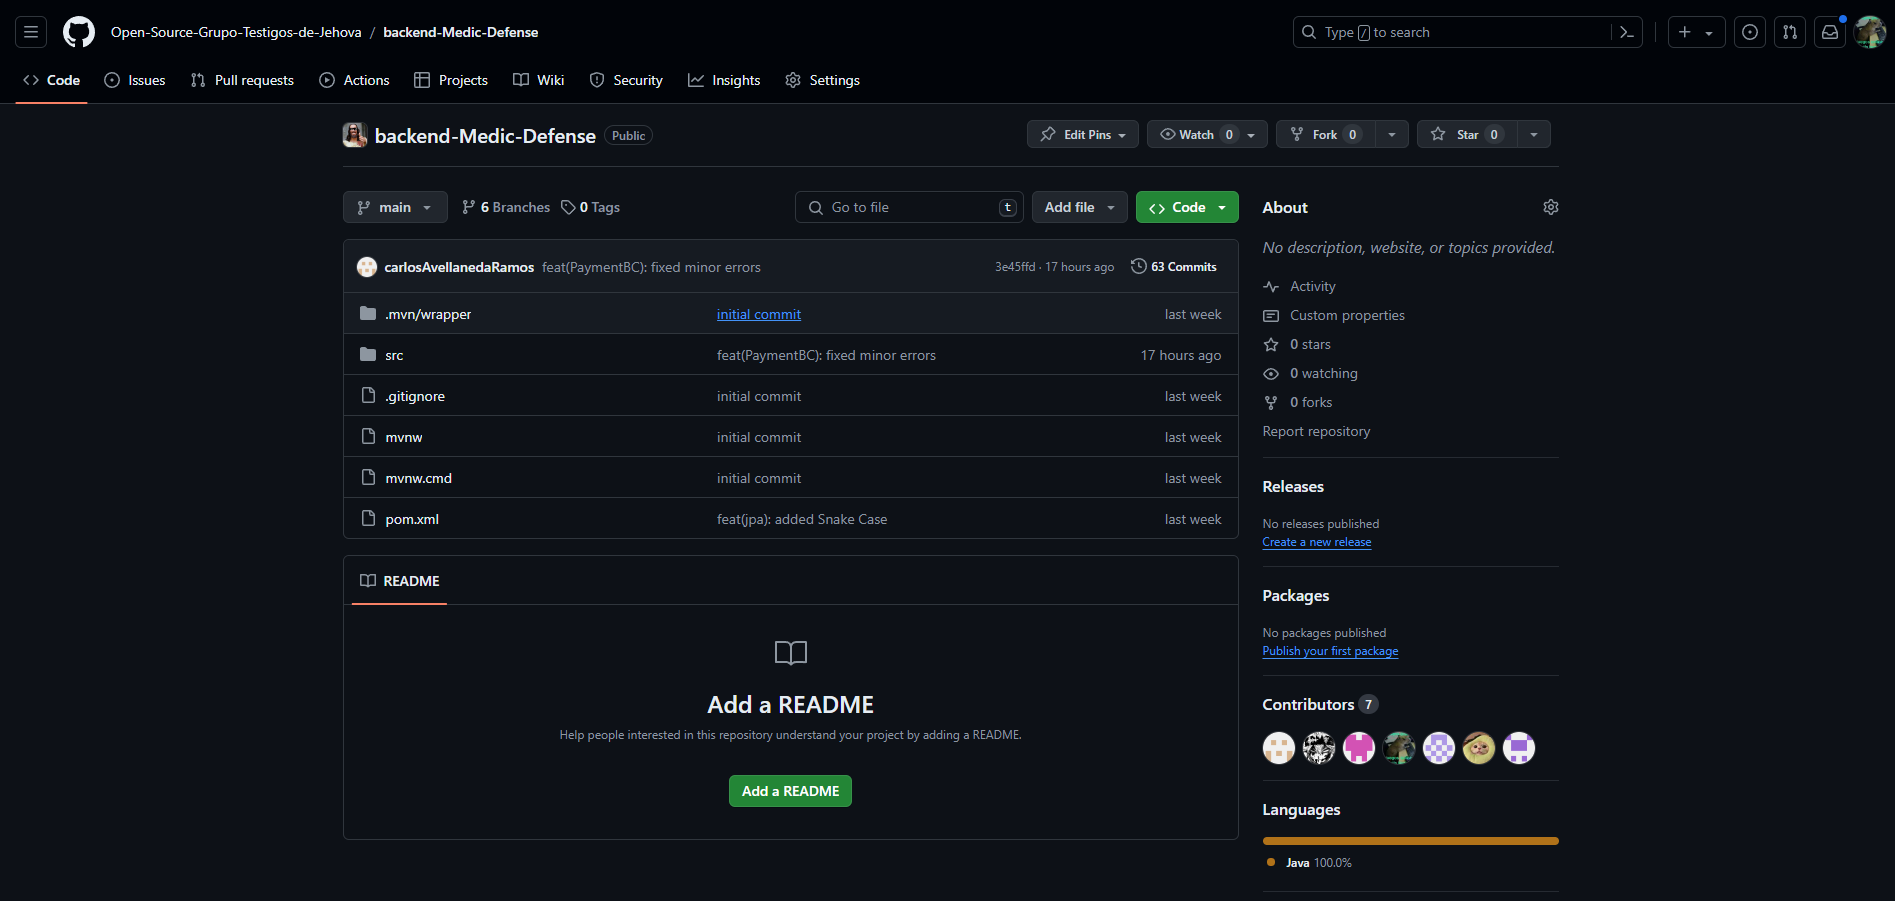 Open-Source-Grupo-Testigos-de-Jehova / backend-Medic-Defense
Type / to search
Code Issues Pull requests Actions Projects Wiki Security Insights Settings
backend-Medic-Defense Public
Edit Pins Watch 0 Fork 0 Star 0
main 6 Branches 0 Tags
Go to file t
Add file
Code
carlosAvellanedaRamos feat(PaymentBC): fixed minor errors 3e45ffd · 17 hours ago 63 Commits
.mvn/wrapper initial commit last week
src feat(PaymentBC): fixed minor errors 17 hours ago
.gitignore initial commit last week
mvnw initial commit last week
mvnw.cmd initial commit last week
pom.xml feat(jpa): added Snake Case last week
README
Add a README
Help people interested in this repository understand your project by adding a README.
Add a README
About
No description, website, or topics provided.
Activity
Custom properties
0 stars
0 watching
0 forks
Report repository
Releases
No releases published
Create a new release
Packages
No packages published
Publish your first package
Contributors 7
Languages
Java 100.0%